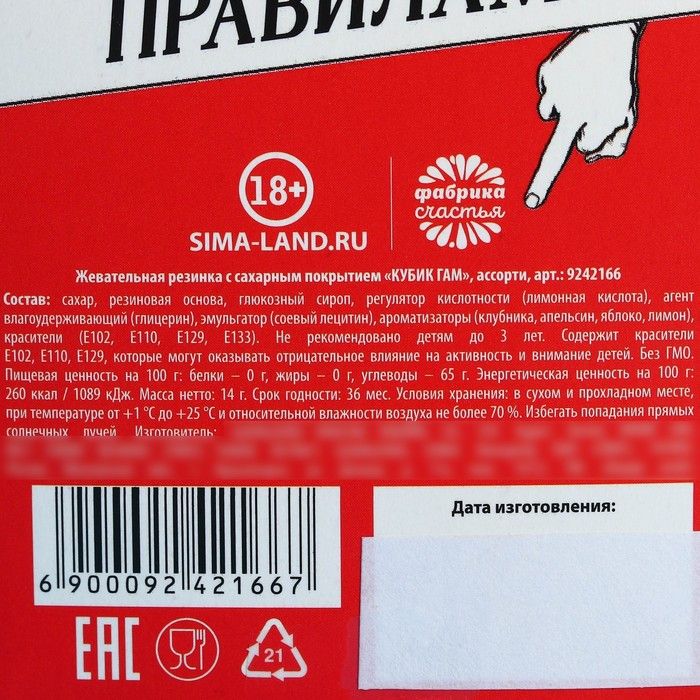 ПРАВИЛАМ
18+
SIMA-LAND.RU
фабрика
счастья
Жевательная резинка с сахарным покрытием «КУБИК ГАМ», ассорти, арт.: 9242166
Состав: сахар, резиновая основа, глюкозный сироп, регулятор кислотности (лимонная кислота), агент
влагоудерживающий (глицерин), эмульгатор (соевый лецитин), ароматизаторы (клубника, апельсин, яблоко, лимон),
красители (Е102, Е110, Е129, Е133). Не рекомендовано детям до 3 лет. Содержит красители
Е102, Е110, Е129, которые могут оказывать отрицательное влияние на активность и внимание детей. Без ГМО.
Пищевая ценность на 100 г: белки – 0 г, жиры – 0 г, углеводы – 65 г. Энергетическая ценность на 100 г:
260 ккал / 1089 кДж. Масса нетто: 14 г. Срок годности: 36 мес. Условия хранения: в сухом и прохладном месте,
при температуре от +1 °С до +25 °С и относительной влажности воздуха не более 70 %. Избегать попадания прямых
солнечных лучей. Изготовитель:
Дата изготовления:
6 900092 421667
EAC
21